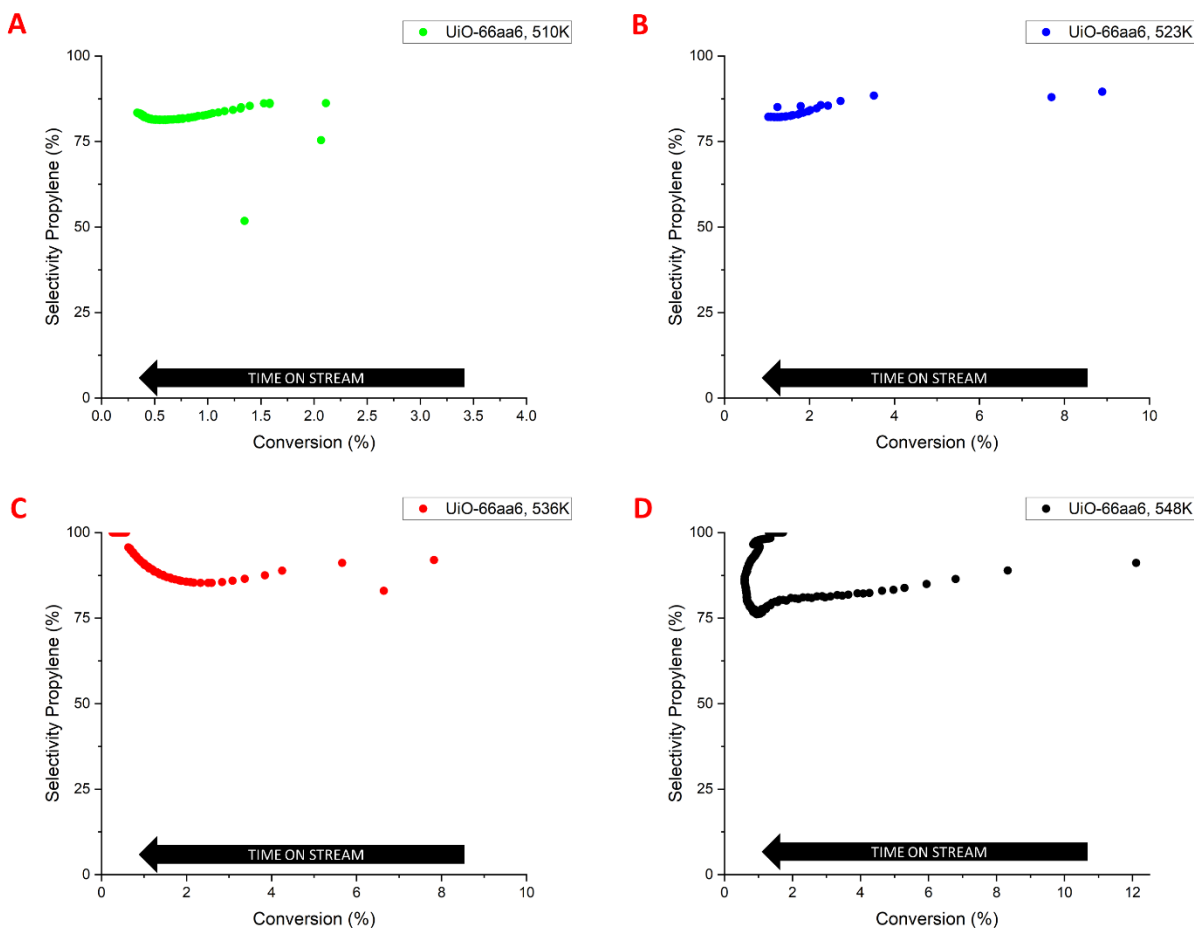 A
UiO-66aa6, 510K
100
75
50
25
0
Selectivity Propylene (%)
TIME ON STREAM
0.0 0.5 1.0 1.5 2.0 2.5 3.0 3.5 4.0
Conversion (%)
B
UiO-66aa6, 523K
100
75
50
25
0
Selectivity Propylene (%)
TIME ON STREAM
0 2 4 6 8 10
Conversion (%)
C
UiO-66aa6, 536K
100
75
50
25
0
Selectivity Propylene (%)
TIME ON STREAM
0 2 4 6 8 10
Conversion (%)
D
UiO-66aa6, 548K
100
75
50
25
0
Selectivity Propylene (%)
TIME ON STREAM
0 2 4 6 8 10 12
Conversion (%)